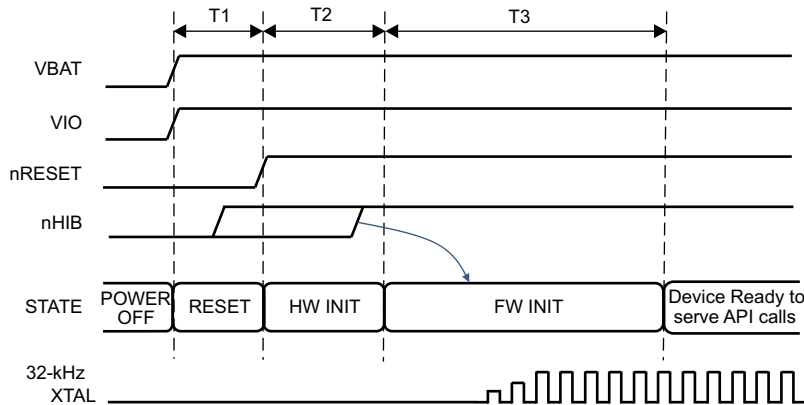 T1 T2 T3
VBAT
VIO
nRESET
nHIB
STATE
POWER
OFF
RESET
HW INIT
FW INIT
Device Ready to
serve API calls
32-kHz
XTAL